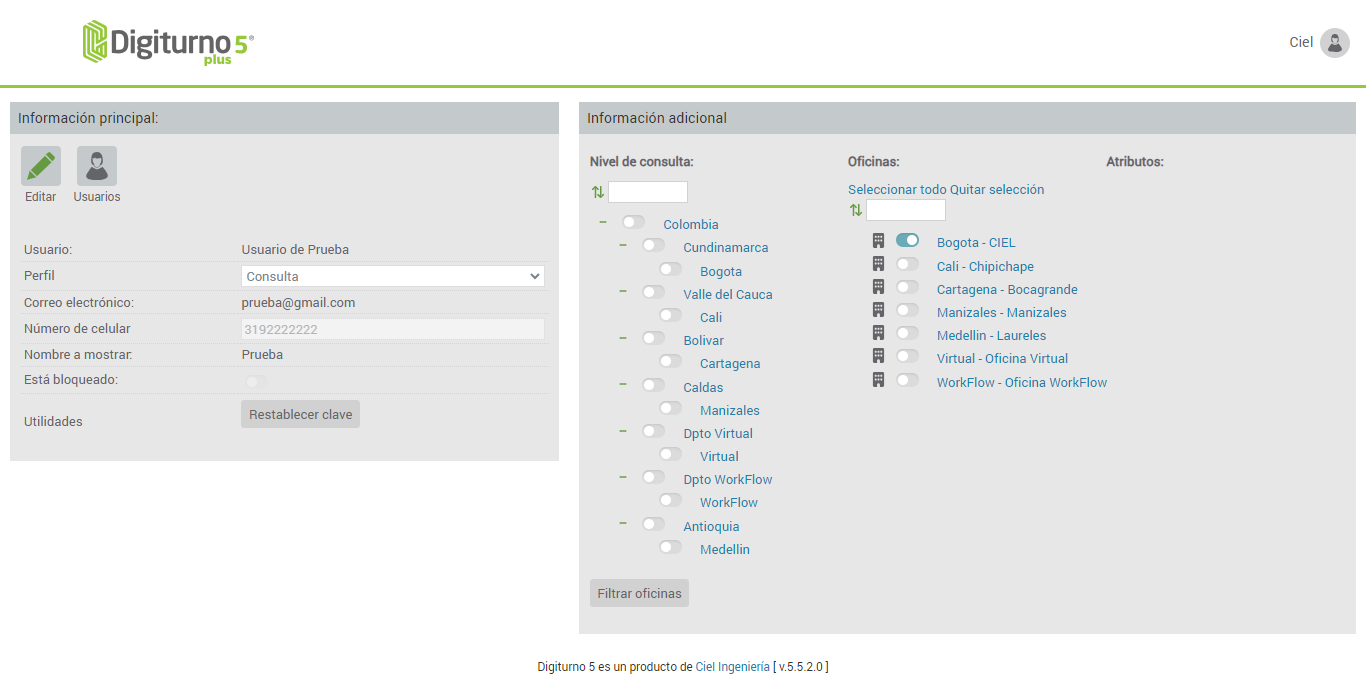 Digiturno 5®
plus
Ciel
Información principal:
Editar
Usuarios
Usuario:
Usuario de Prueba
Perfil
Consulta
Correo electrónico:
prueba@gmail.com
Número de celular
3192222222
Nombre a mostrar:
Prueba
Está bloqueado:
Utilidades
Restablecer clave
Información adicional
Nivel de consulta:
Colombia
Cundinamarca
Bogota
Valle del Cauca
Cali
Bolivar
Cartagena
Caldas
Manizales
Dpto Virtual
Virtual
Dpto WorkFlow
WorkFlow
Antioquia
Medellin
Filtrar oficinas
Oficinas:
Seleccionar todo Quitar selección
Bogota - CIEL
Cali - Chipichape
Cartagena - Bocagrande
Manizales - Manizales
Medellin - Laureles
Virtual - Oficina Virtual
WorkFlow - Oficina WorkFlow
Atributos:
Digiturno 5 es un producto de Ciel Ingeniería [ v.5.5.2.0 ]